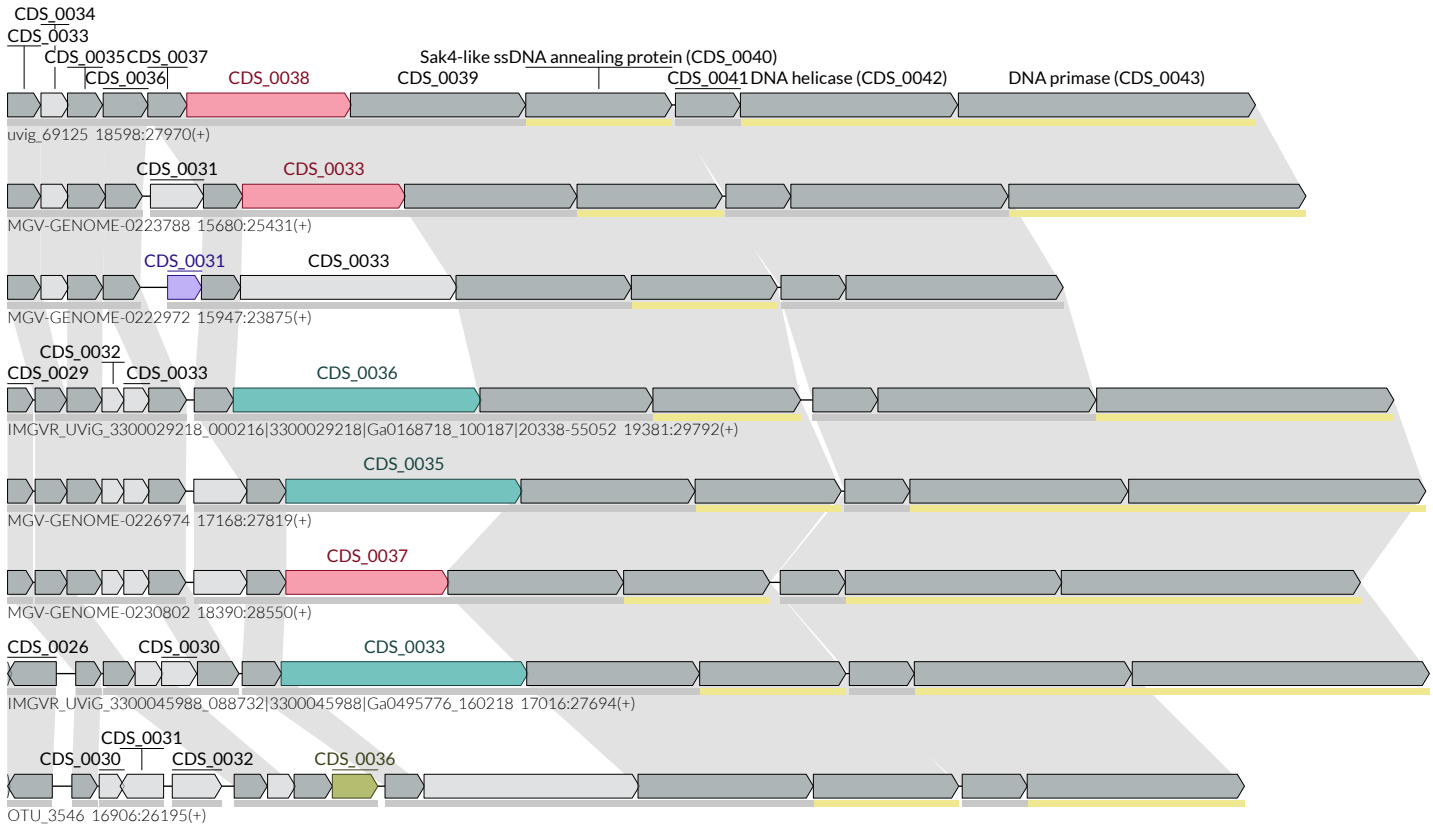 CDS_0034
CDS_0033
CDS_0035 CDS_0037 Sak4-like ssDNA annealing protein (CDS_0040)
CDS_0036 CDS_0038 CDS_0039 CDS_0041 DNA helicase (CDS_0042) DNA primase (CDS_0043)
uvig_69125 18598:27970(+)
CDS_0031 CDS_0033
MGV-GENOME-0223788 15680:25431(+)
CDS_0031 CDS_0033
MGV-GENOME-0222972 15947:23875(+)
CDS_0032
CDS_0029 CDS_0033 CDS_0036
IMGVR_UViG_3300029218_000216|3300029218|Ga0168718_100187|20338-55052 19381:29792(+)
CDS_0035
MGV-GENOME-0226974 17168:27819(+)
CDS_0037
MGV-GENOME-0230802 18390:28550(+)
CDS_0026 CDS_0030 CDS_0033
IMGVR_UViG_3300045988_088732|3300045988|Ga0495776_160218 17016:27694(+)
CDS_0031
CDS_0030 CDS_0032 CDS_0036
OTU_3546 16906:26195(+)